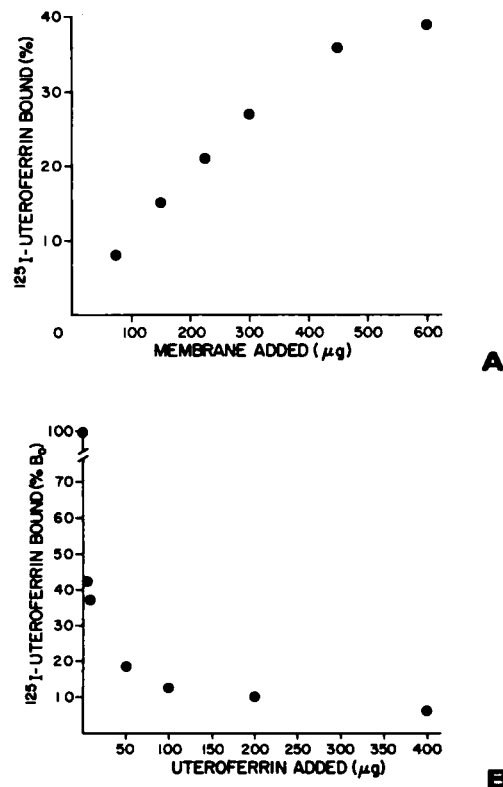 40
30
20
10
0 100 200 300 400 500 600
¹²⁵I-UTEROFERRIN BOUND (%)
MEMBRANE ADDED (µg)
A
100
70
60
50
40
30
20
10
50 100 150 200 250 300 350 400
¹²⁵I-UTEROFERRIN BOUND (% B₀)
UTEROFERRIN ADDED (µg)
B